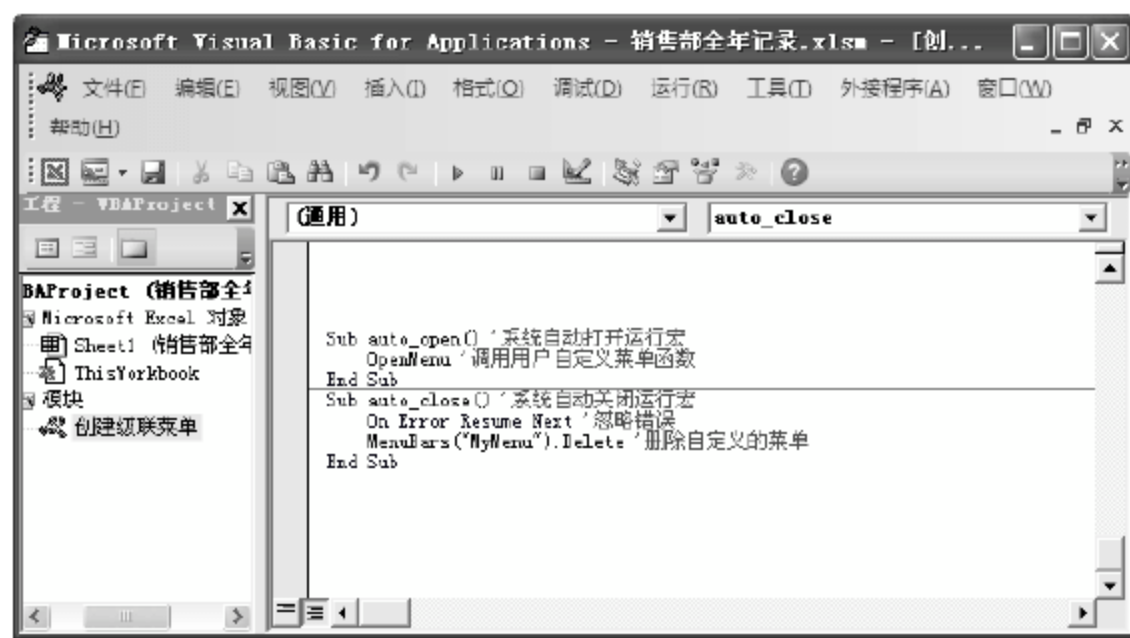 Microsoft Visual Basic for Applications - 销售部全年记录.xlsm - [创...
文件(F) 编辑(E) 视图(V) 插入(I) 格式(O) 调试(D) 运行(R) 工具(T) 外接程序(A) 窗口(W)
帮助(H)
工程 - VBAProject
(通用)
auto_close
BAProject (销售部全年
Microsoft Excel 对象
Sheet1 (销售部全年
ThisWorkbook
模块
创建级联菜单
Sub auto_open() '系统自动打开运行宏
OpenMenu '调用用户自定义菜单函数
End Sub
Sub auto_close() '系统自动关闭运行宏
On Error Resume Next '忽略错误
MenuBars("MyMenu").Delete '删除自定义的菜单
End Sub